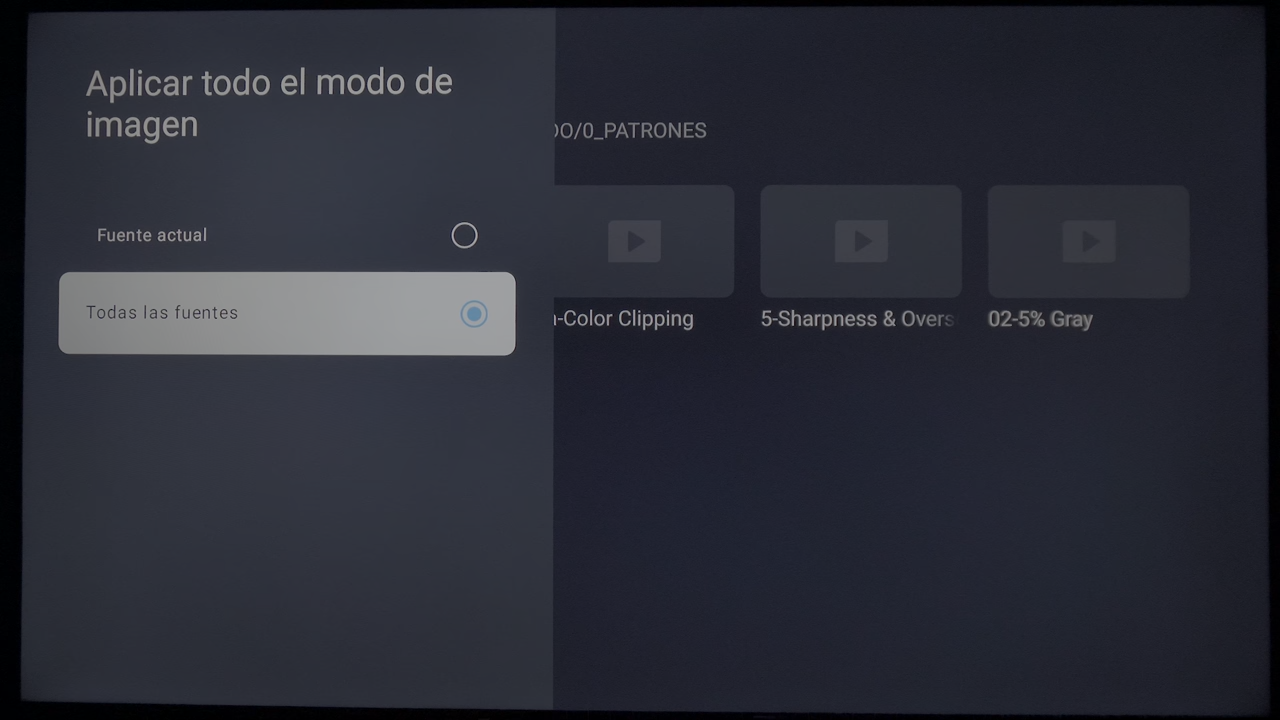 Aplicar todo el modo de
imagen
Fuente actual
Todas las fuentes
O/0_PATRONES
-Color Clipping
5-Sharpness & Overs
02-5% Gray